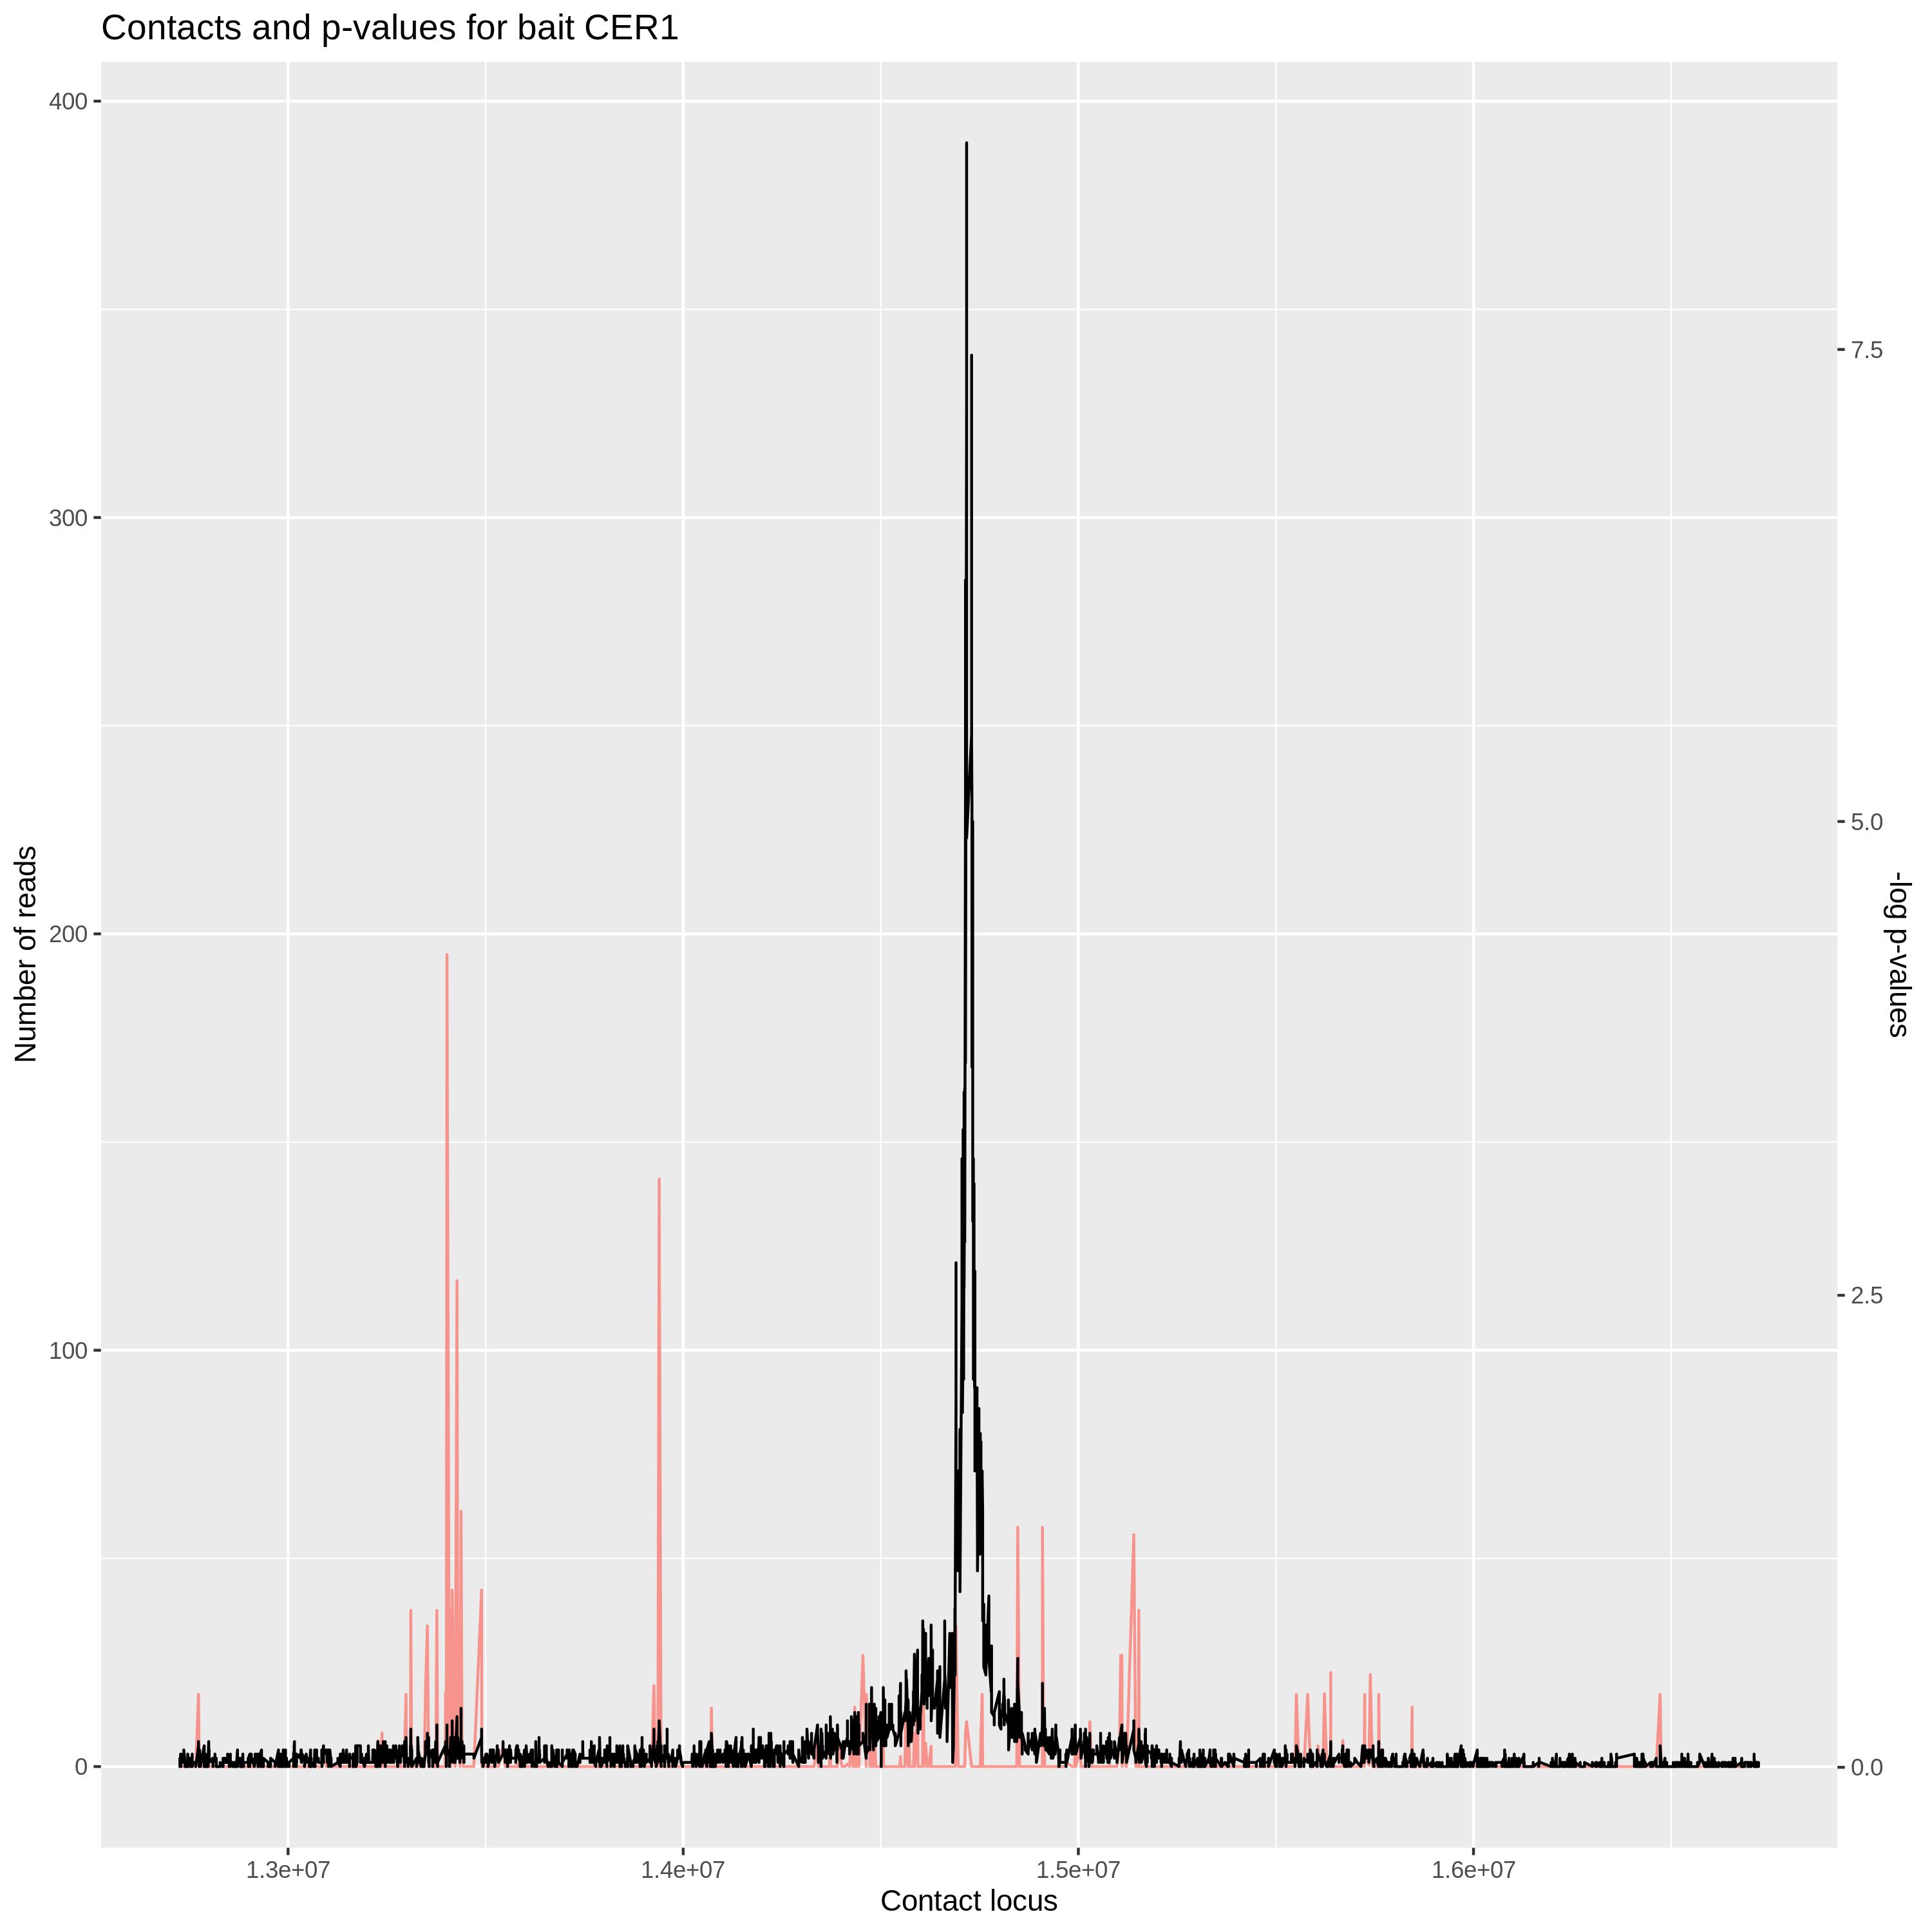 Contacts and p-values for bait CER1
400
300
200
100
0
Number of reads
7.5
5.0
2.5
0.0
-log p-values
1.3e+07
1.4e+07
1.5e+07
1.6e+07
Contact locus